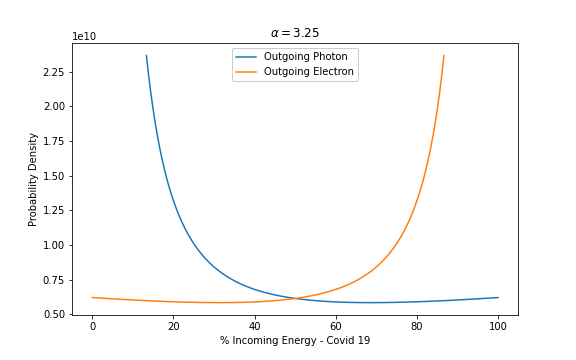 α = 3.25
1e10
Outgoing Photon
Outgoing Electron
2.25
2.00
1.75
1.50
1.25
1.00
0.75
0.50
Probability Density
0
20
40
60
80
100
% Incoming Energy - Covid 19